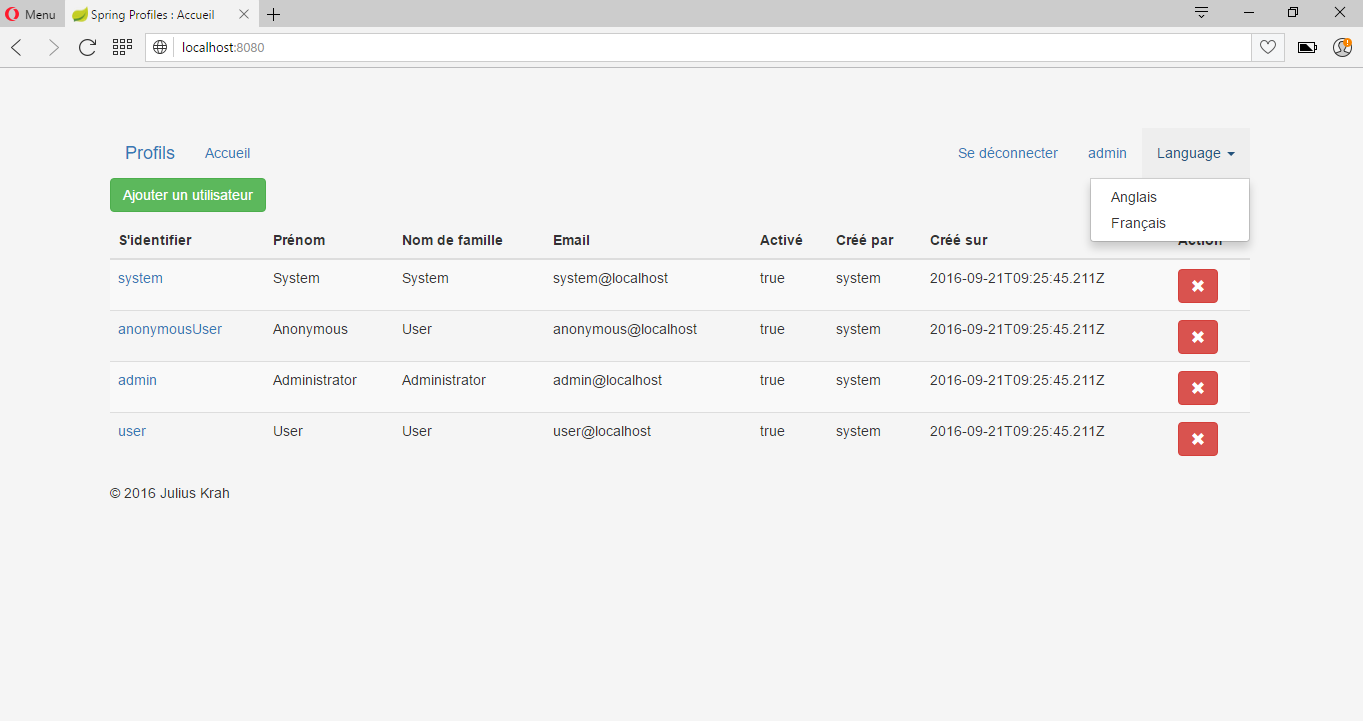 Menu
Spring Profiles : Accueil
localhost:8080
Profils Accueil Se déconnecter admin Language
Ajouter un utilisateur
Anglais
Français
S'identifier Prénom Nom de famille Email Activé Créé par Créé sur Action
system System System system@localhost true system 2016-09-21T09:25:45.211Z
anonymousUser Anonymous User anonymous@localhost true system 2016-09-21T09:25:45.211Z
admin Administrator Administrator admin@localhost true system 2016-09-21T09:25:45.211Z
user User User user@localhost true system 2016-09-21T09:25:45.211Z
© 2016 Julius Krah